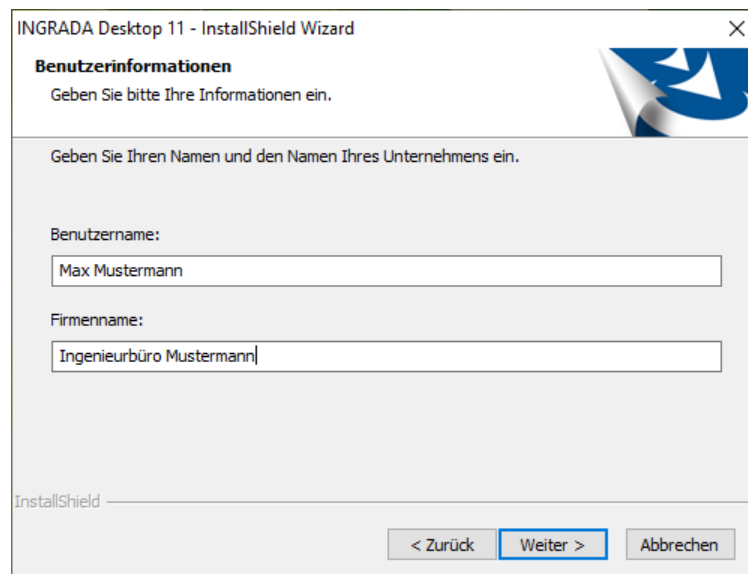 INGRADA Desktop 11 - InstallShield Wizard
Benutzerinformationen
Geben Sie bitte Ihre Informationen ein.
Geben Sie Ihren Namen und den Namen Ihres Unternehmens ein.
Benutzername:
Max Mustermann
Firmenname:
Ingenieurbüro Mustermann
InstallShield
< Zurück
Weiter >
Abbrechen